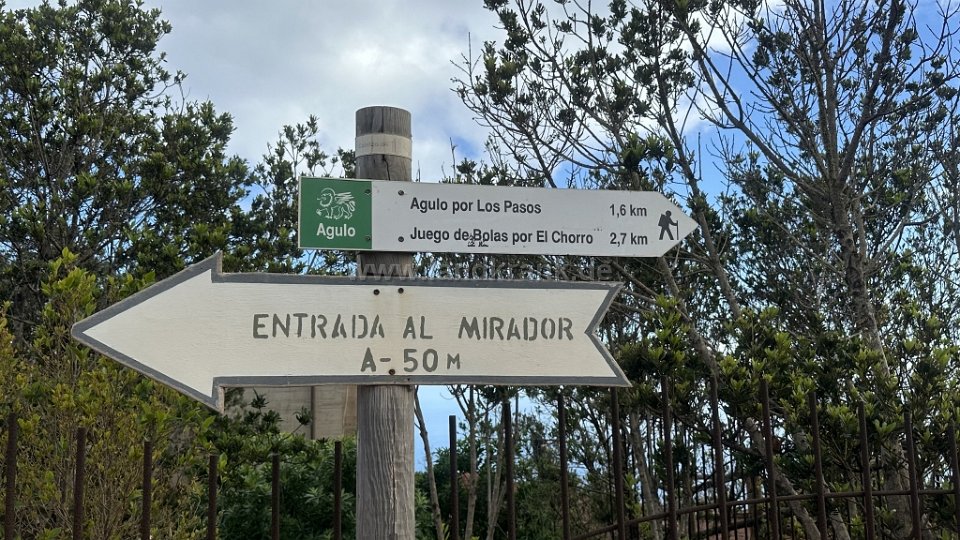 Agulo
Agulo por Los Pasos 1,6 km
Juego de Bolas por El Chorro 2,7 km
ENTRADA AL MIRADOR
A-50M